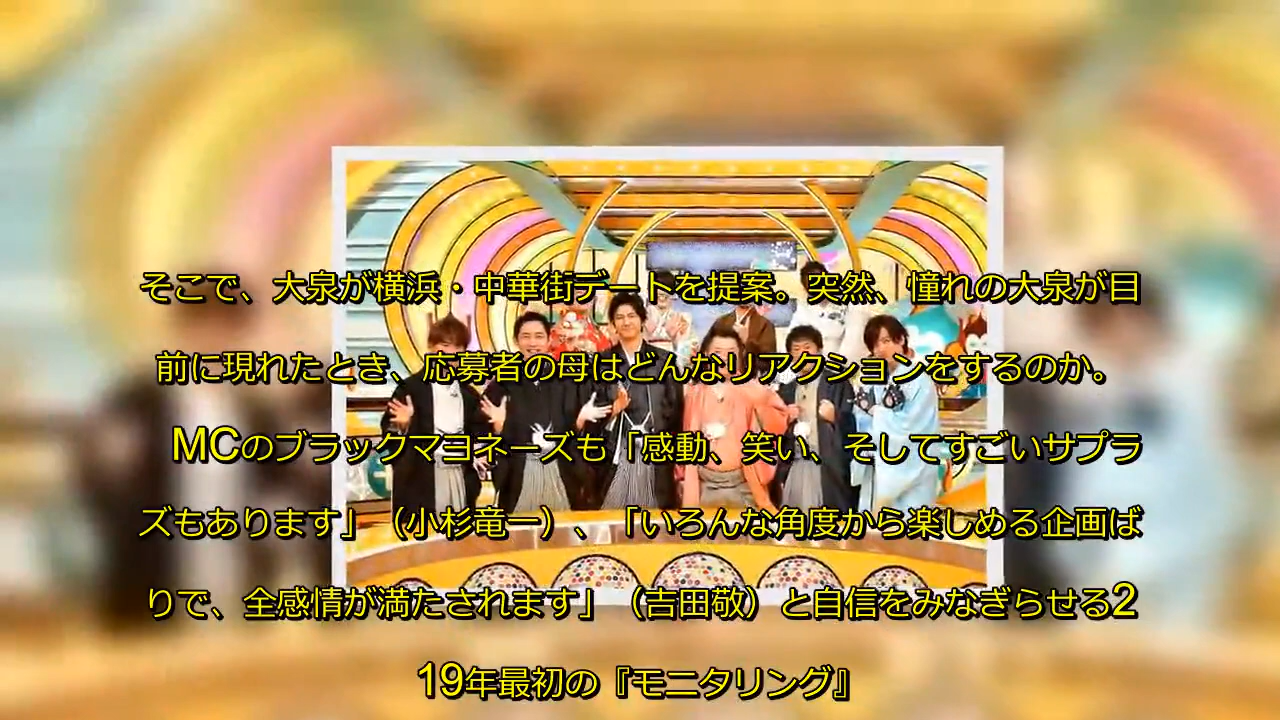 そこで、大泉が横浜・中華街デートを提案。突然、憧れの大泉が目
前に現れたとき、応募者の母はどんなリアクションをするのか。
MCのブラックマヨネーズも「感動、笑い、そしてすごいサプラ
ズもあります」（小杉竜一）、「いろんな角度から楽しめる企画ば
りで、全感情が満たされます」（吉田敬）と自信をみなぎらせる2
19年最初の『モニタリング』